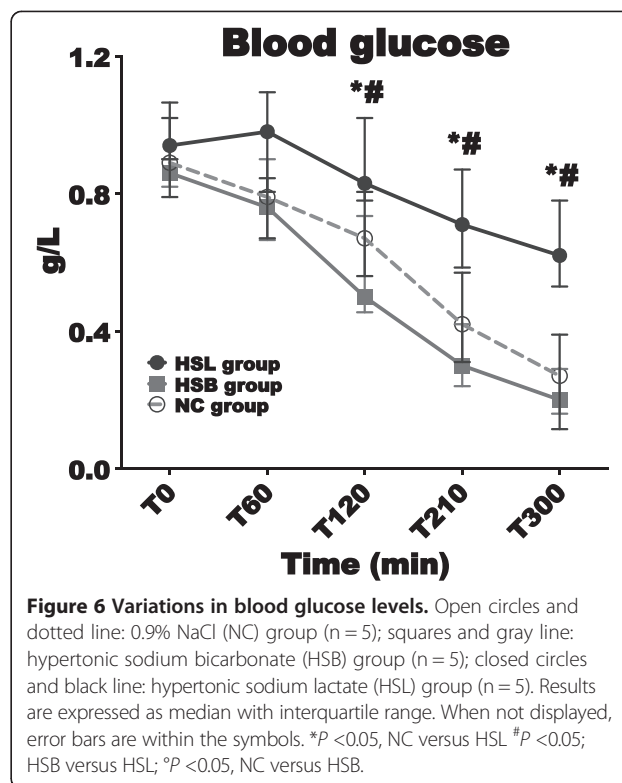 Blood glucose
1.2
*#
*#
*#
0.8
g/L
0.4
HSL group
HSB group
NC group
0.0
T0 T60 T120 T210 T300
Time (min)
Figure 6 Variations in blood glucose levels. Open circles and
dotted line: 0.9% NaCl (NC) group (n = 5); squares and gray line:
hypertonic sodium bicarbonate (HSB) group (n = 5); closed circles
and black line: hypertonic sodium lactate (HSL) group (n = 5). Results
are expressed as median with interquartile range. When not displayed,
error bars are within the symbols. *P <0.05, NC versus HSL #P <0.05;
HSB versus HSL; °P <0.05, NC versus HSB.